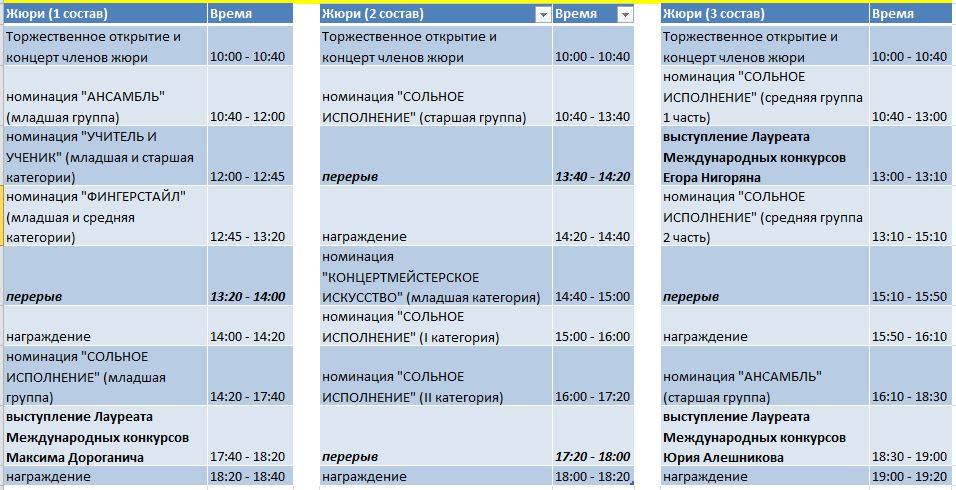 Жюри (1 состав) Время
Торжественное открытие и
концерт членов жюри 10:00 - 10:40
номинация "АНСАМБЛЬ"
(младшая группа) 10:40 - 12:00
номинация "УЧИТЕЛЬ И
УЧЕНИК" (младшая и старшая
категории) 12:00 - 12:45
номинация "ФИНГЕРСТАЙЛ"
(младшая и средняя
категории) 12:45 - 13:20
перерыв 13:20 - 14:00
награждение 14:00 - 14:20
номинация "СОЛЬНОЕ
ИСПОЛНЕНИЕ" (младшая
группа) 14:20 - 17:40
выступление Лауреата
Международных конкурсов
Максима Дороганича 17:40 - 18:20
награждение 18:20 - 18:40
Жюри (2 состав) Время
Торжественное открытие и
концерт членов жюри 10:00 - 10:40
номинация "СОЛЬНОЕ
ИСПОЛНЕНИЕ" (старшая группа) 10:40 - 13:40
перерыв 13:40 - 14:20
награждение 14:20 - 14:40
номинация
"КОНЦЕРТМЕЙСТЕРСКОЕ
ИСКУССТВО" (младшая категория) 14:40 - 15:00
номинация "СОЛЬНОЕ
ИСПОЛНЕНИЕ" (I категория) 15:00 - 16:00
номинация "СОЛЬНОЕ
ИСПОЛНЕНИЕ" (II категория) 16:00 - 17:20
перерыв 17:20 - 18:00
награждение 18:00 - 18:20
Жюри (3 состав) Время
Торжественное открытие и
концерт членов жюри 10:00 - 10:40
номинация "СОЛЬНОЕ
ИСПОЛНЕНИЕ" (средняя группа
1 часть) 10:40 - 13:00
выступление Лауреата
Международных конкурсов
Егора Нигоряна 13:00 - 13:10
номинация "СОЛЬНОЕ
ИСПОЛНЕНИЕ" (средняя группа
2 часть) 13:10 - 15:10
перерыв 15:10 - 15:50
награждение 15:50 - 16:10
номинация "АНСАМБЛЬ"
(старшая группа) 16:10 - 18:30
выступление Лауреата
Международных конкурсов
Юрия Алешникова 18:30 - 19:00
награждение 19:00 - 19:20